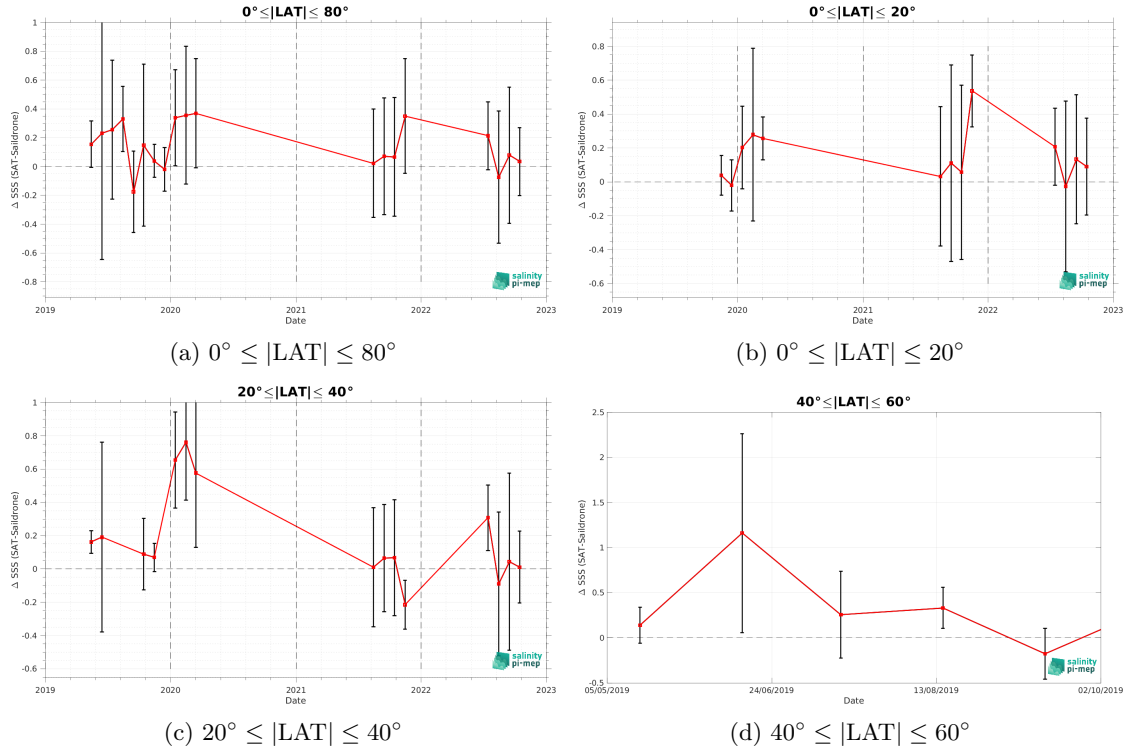 0°≤|LAT|≤ 80°
Δ SSS (SAT-Saildrone)
1
0.8
0.6
0.4
0.2
0
-0.2
-0.4
-0.6
-0.8
2019
2020
2021
2022
2023
Date
salinity
pi-mep
(a) 0° ≤ |LAT| ≤ 80°
0°≤|LAT|≤ 20°
Δ SSS (SAT-Saildrone)
0.8
0.6
0.4
0.2
0
-0.2
-0.4
-0.6
2019
2020
2021
2022
2023
Date
salinity
pi-mep
(b) 0° ≤ |LAT| ≤ 20°
20°≤|LAT|≤ 40°
Δ SSS (SAT-Saildrone)
1
0.8
0.6
0.4
0.2
0
-0.2
-0.4
-0.6
2019
2020
2021
2022
2023
Date
salinity
pi-mep
(c) 20° ≤ |LAT| ≤ 40°
40°≤|LAT|≤ 60°
Δ SSS (SAT-Saildrone)
2.5
2
1.5
1
0.5
0
-0.5
05/05/2019
24/06/2019
13/08/2019
02/10/2019
Date
salinity
pi-mep
(d) 40° ≤ |LAT| ≤ 60°